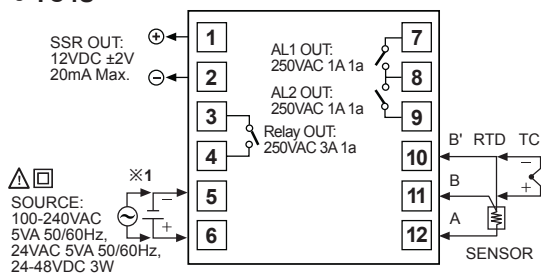 SSR OUT:
12VDC ±2V
20mA Max.
1
2
3
4
5
6
AL1 OUT:
250VAC 1A 1a
AL2 OUT:
250VAC 1A 1a
Relay OUT:
250VAC 3A 1a
7
8
9
10
11
12
B' RTD TC
B
A
SENSOR
※1
SOURCE:
100-240VAC
5VA 50/60Hz,
24VAC 5VA 50/60Hz,
24-48VDC 3W